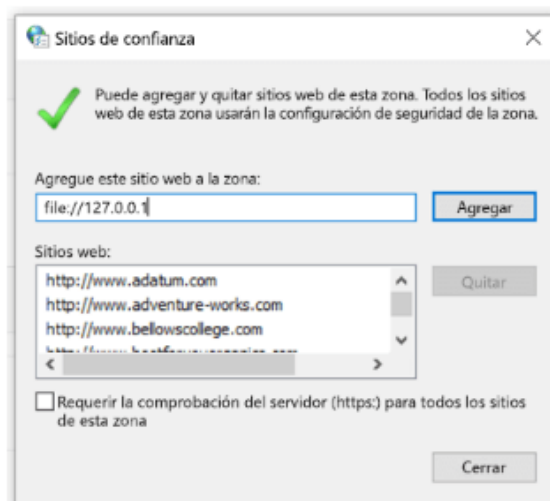 Sitios de confianza
Puede agregar y quitar sitios web de esta zona. Todos los sitios
web de esta zona usarán la configuración de seguridad de la zona.
Agregue este sitio web a la zona:
file://127.0.0.1
Agregar
Sitios web:
http://www.adatum.com
http://www.adventure-works.com
http://www.bellowscollege.com
Quitar
Requerir la comprobación del servidor (https:) para todos los sitios
de esta zona
Cerrar